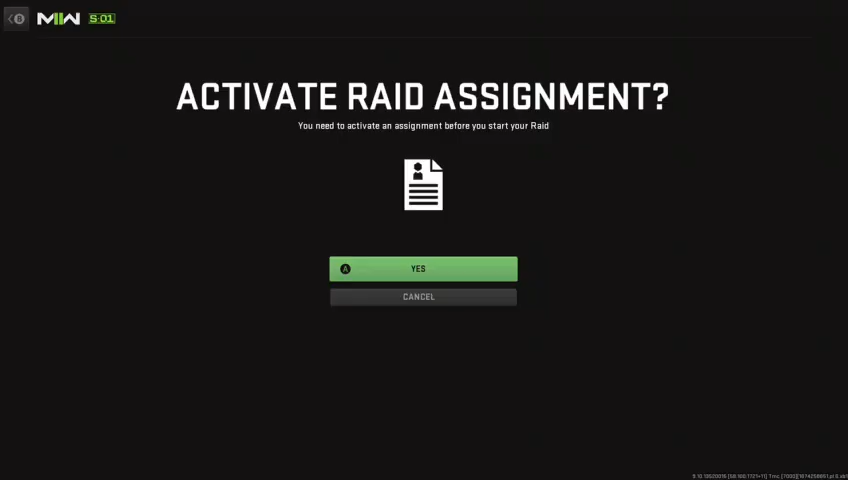 B MW S·01
ACTIVATE RAID ASSIGNMENT?
You need to activate an assignment before you start your Raid
A YES
CANCEL